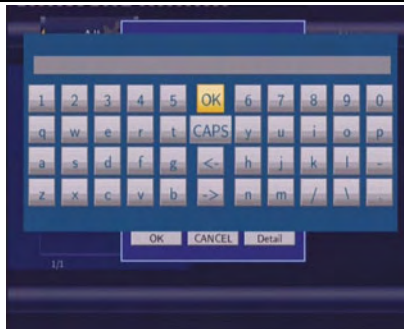 1 2 3 4 5 OK 6 7 8 9 0
q w e r t CAPS y u i o p
a s d f g <- h j k l -
z x c v b -> n m / \ .
OK CANCEL Detail
1/1